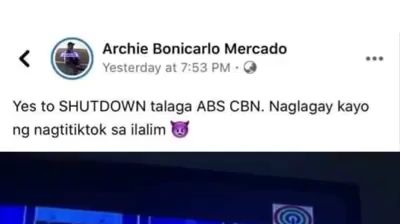 Archie Bonicarlo Mercado
Yesterday at 7:53 PM ·
Yes to SHUTDOWN talaga ABS CBN. Naglagay kayo
ng nagtitiktok sa ilalim 😈